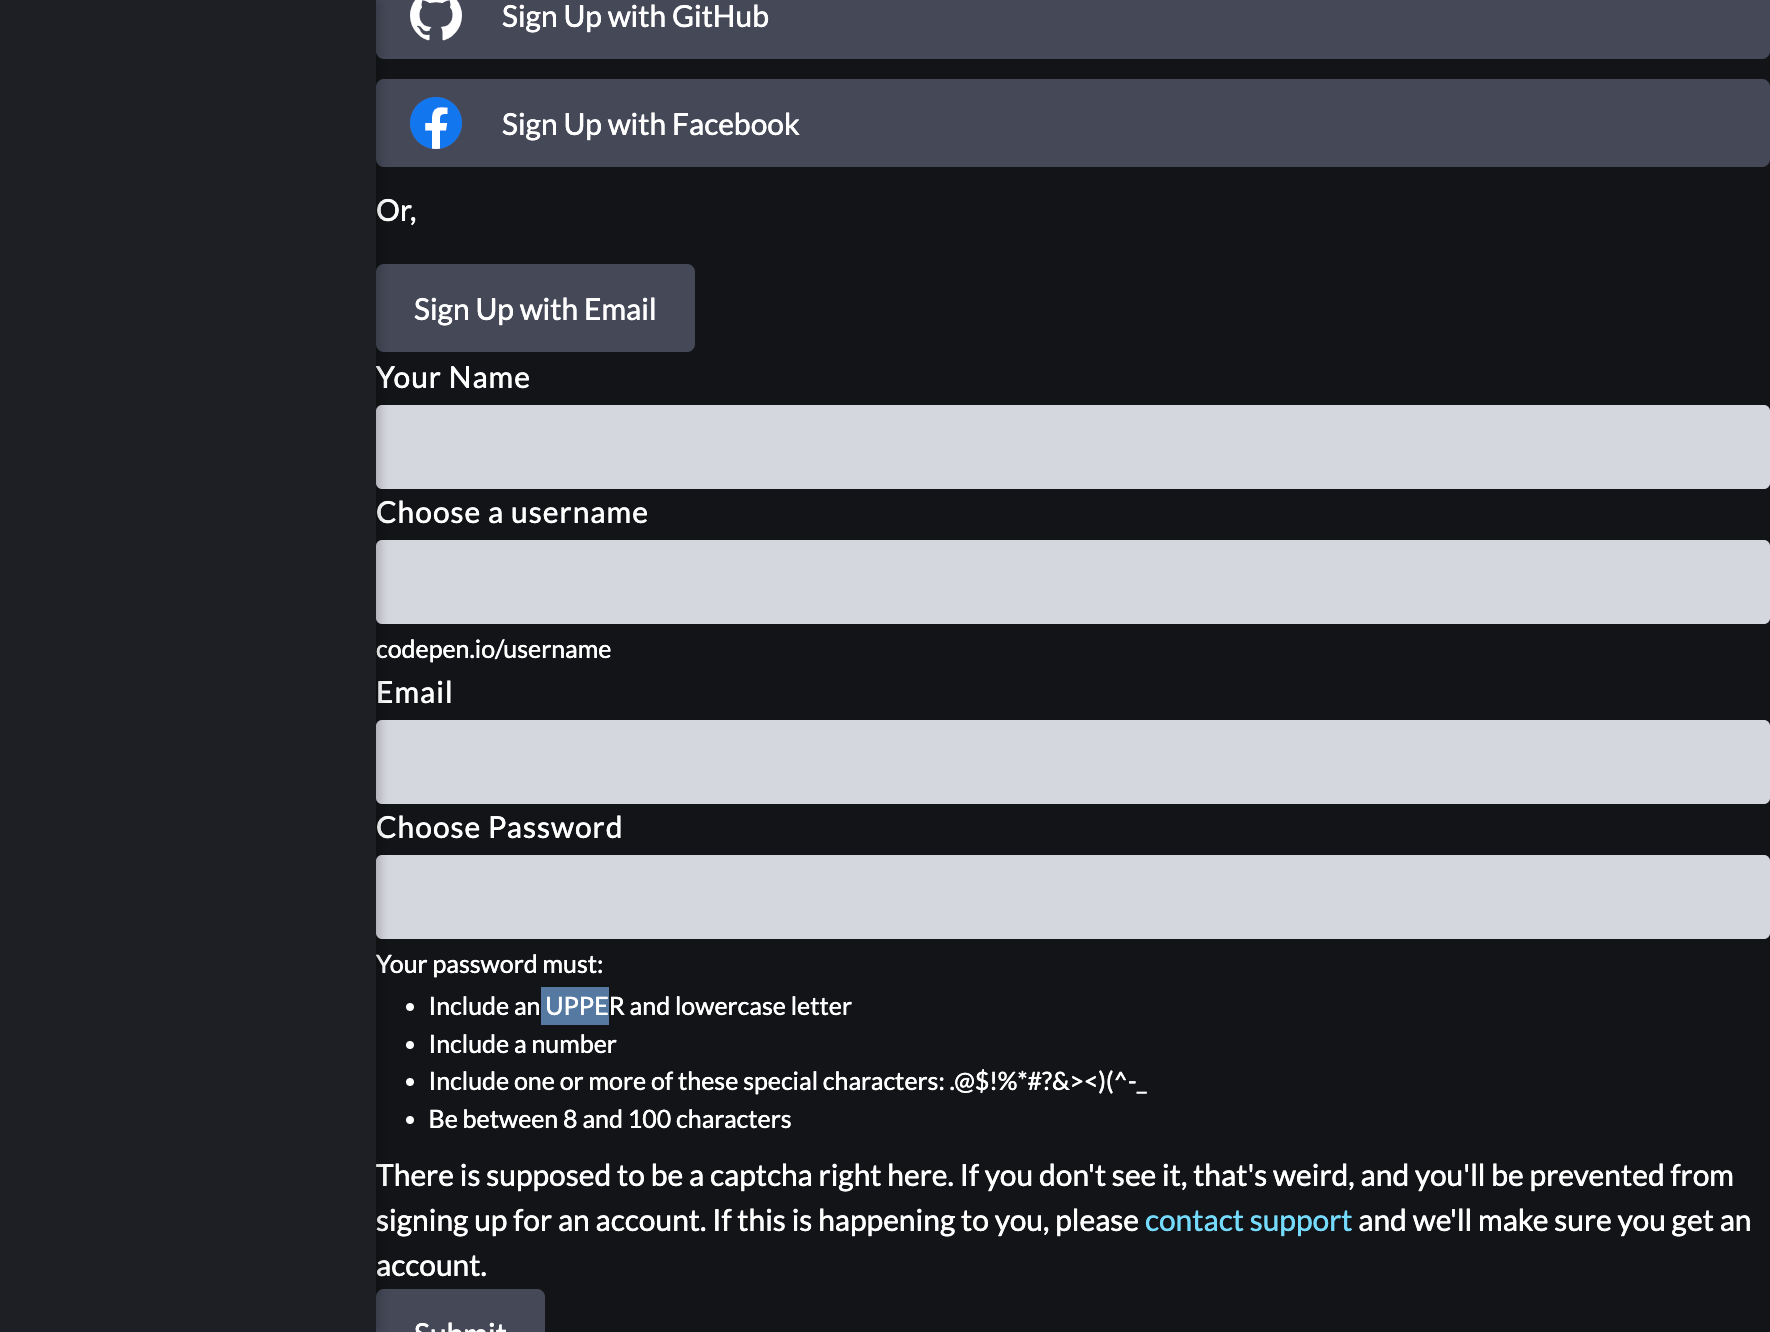 Sign Up with GitHub
Sign Up with Facebook
Or,
Sign Up with Email
Your Name
Choose a username
codepen.io/username
Email
Choose Password
Your password must:
• Include an UPPER and lowercase letter
• Include a number
• Include one or more of these special characters: .@$!%*#?&><)(^-_
• Be between 8 and 100 characters
There is supposed to be a captcha right here. If you don't see it, that's weird, and you'll be prevented from
signing up for an account. If this is happening to you, please contact support and we'll make sure you get an
account.
Submit